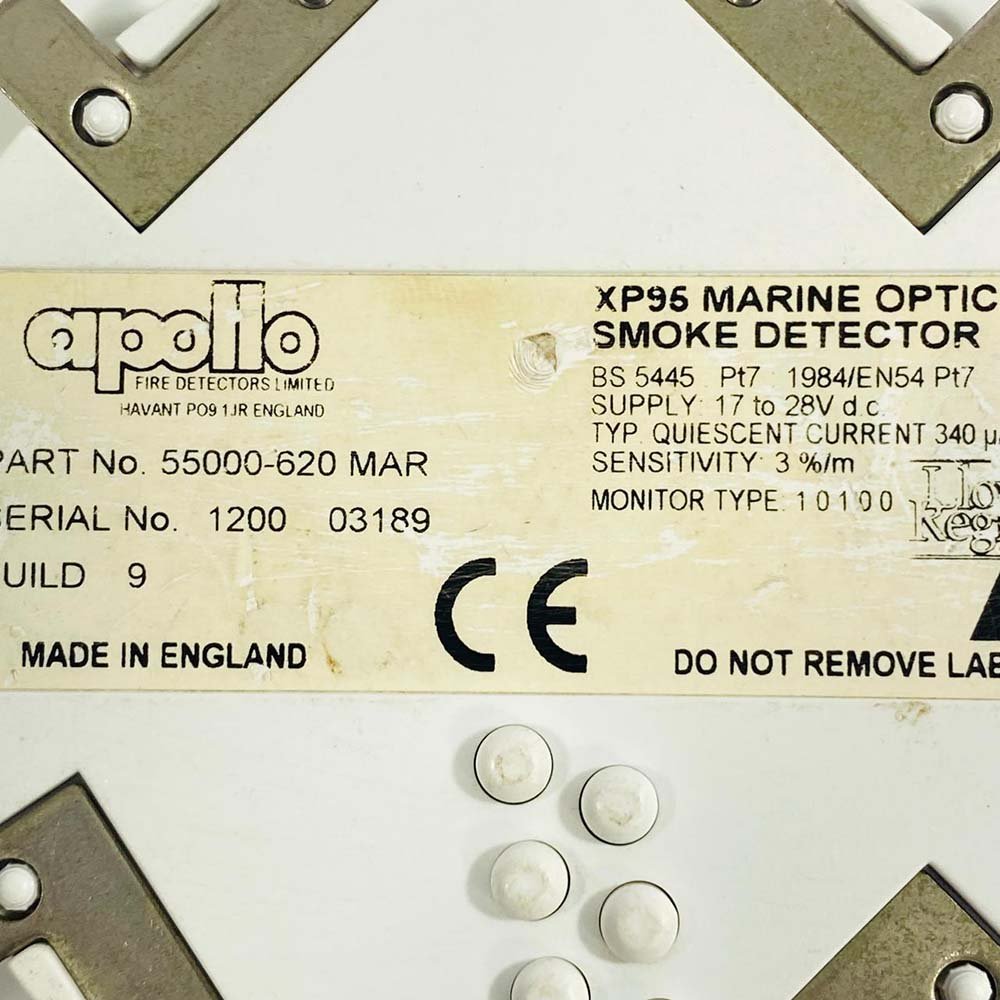 apollo
FIRE DETECTORS LIMITED
HAVANT PO9 1JR ENGLAND
PART No. 55000-620 MAR
SERIAL No. 1200 03189
UILD 9
MADE IN ENGLAND
CE
XP95 MARINE OPTIC
SMOKE DETECTOR
BS 5445 Pt7 1984/EN54 Pt7
SUPPLY: 17 to 28V d.c.
TYP. QUIESCENT CURRENT 340 µ
SENSITIVITY: 3 %/m
MONITOR TYPE: 10100
Lloy
Regi
DO NOT REMOVE LAB